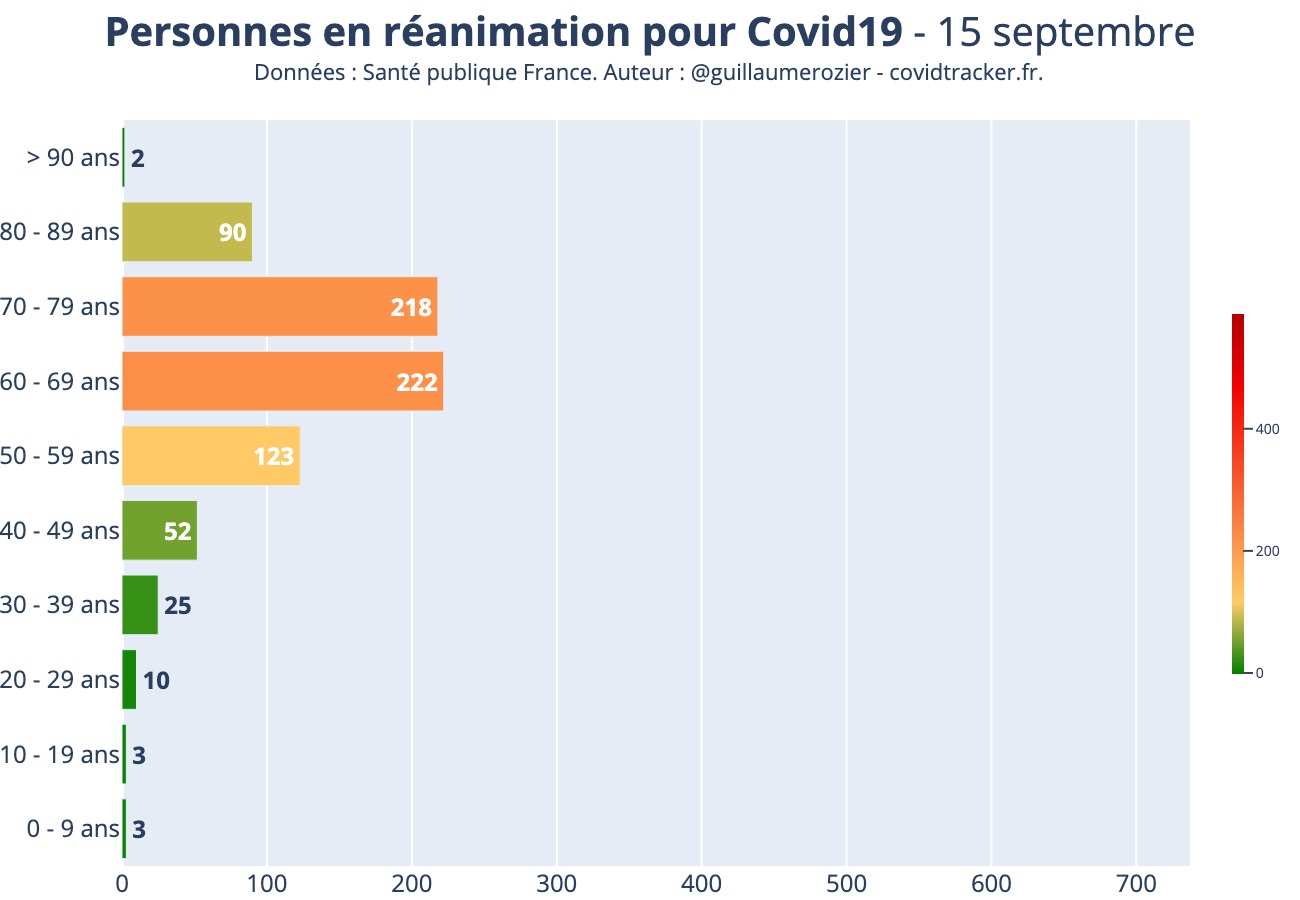 Personnes en réanimation pour Covid19 - 15 septembre
Données : Santé publique France. Auteur : @guillaumerozier - covidtracker.fr.
> 90 ans 2
80 - 89 ans 90
70 - 79 ans 218
60 - 69 ans 222
50 - 59 ans 123
40 - 49 ans 52
30 - 39 ans 25
20 - 29 ans 10
10 - 19 ans 3
0 - 9 ans 3
0 100 200 300 400 500 600 700
400
200
0